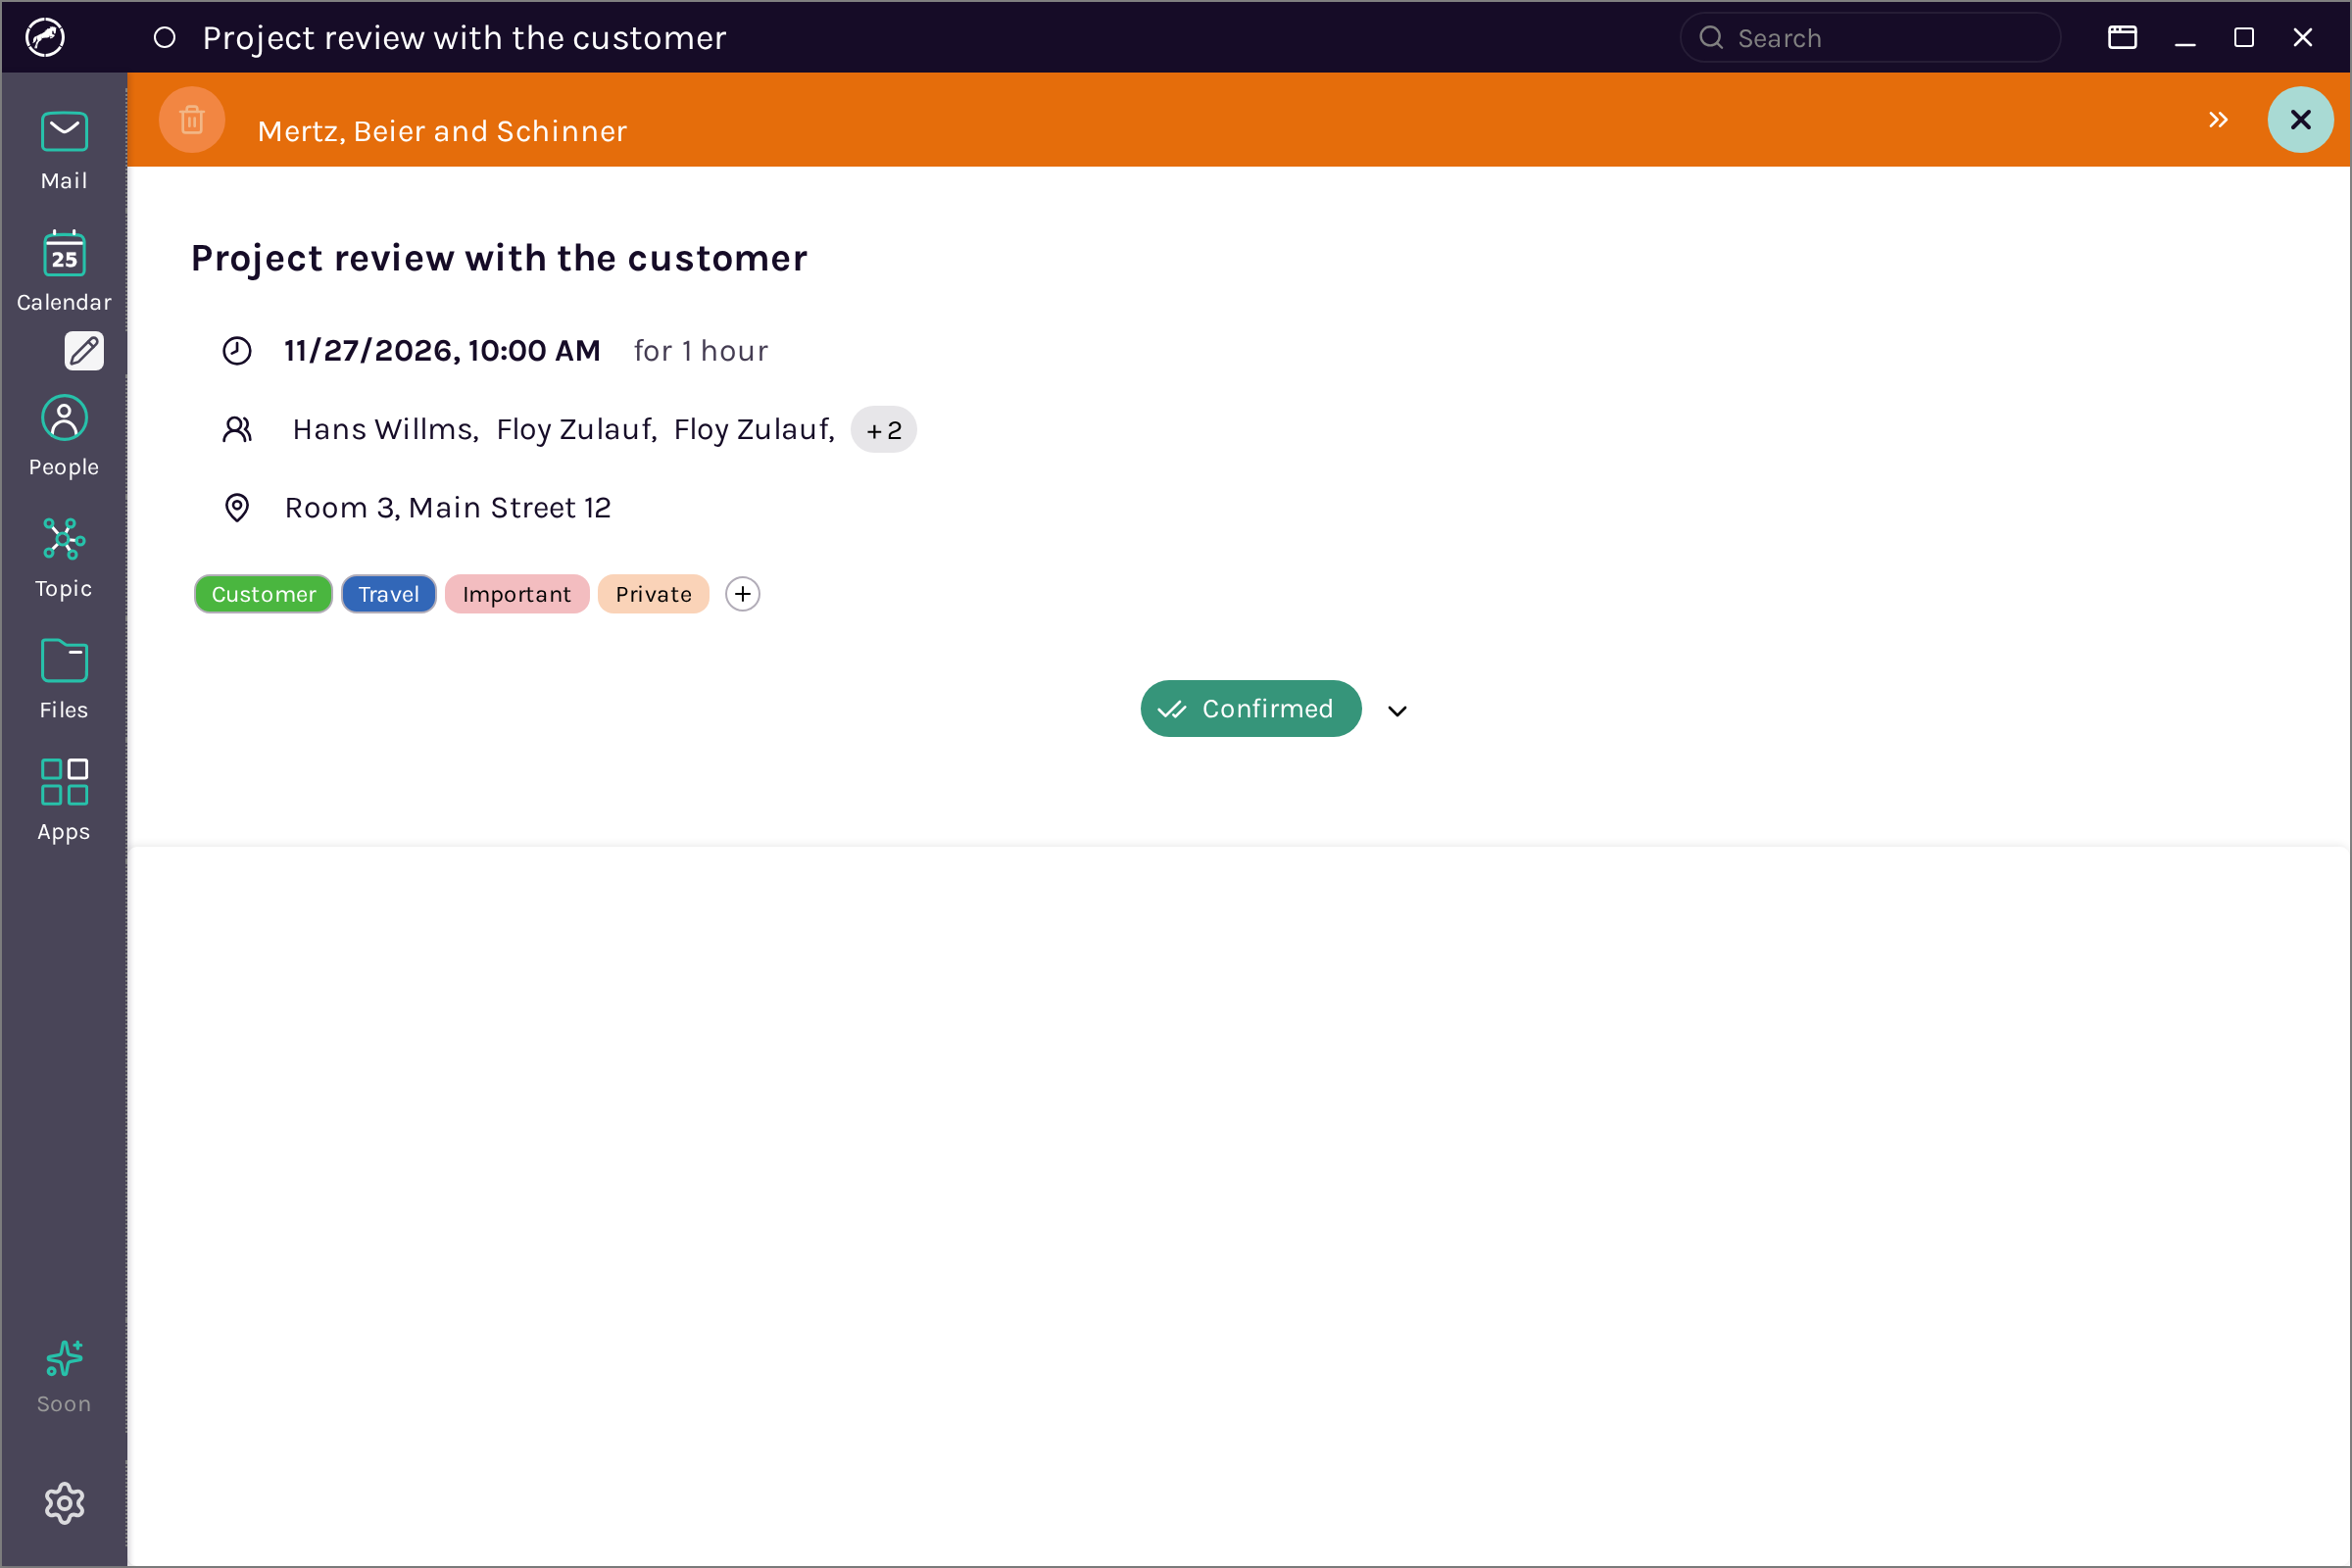 Project review with the customer
Search
Mail
25
Calendar
People
Topic
Files
Apps
Soon
Mertz, Beier and Schinner
Project review with the customer
11/27/2026, 10:00 AM for 1 hour
Hans Willms, Floy Zulauf, Floy Zulauf, +2
Room 3, Main Street 12
Customer Travel Important Private
Confirmed